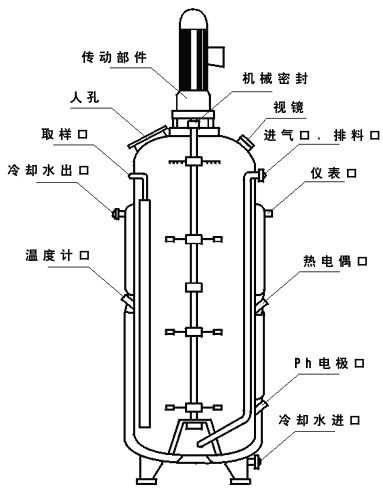 传动部件
机械密封
人孔
视镜
取样口
进气口、排料口
冷却水出口
仪表口
温度计口
热电偶口
Ph电极口
冷却水进口